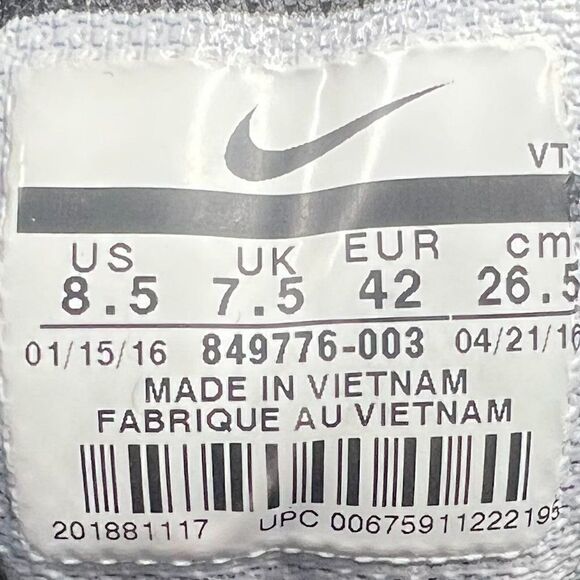 VT
US UK EUR cm
8.5 7.5 42 26.5
01/15/16 849776-003 04/21/16
MADE IN VIETNAM
FABRIQUE AU VIETNAM
201881117 UPC 00675911222195